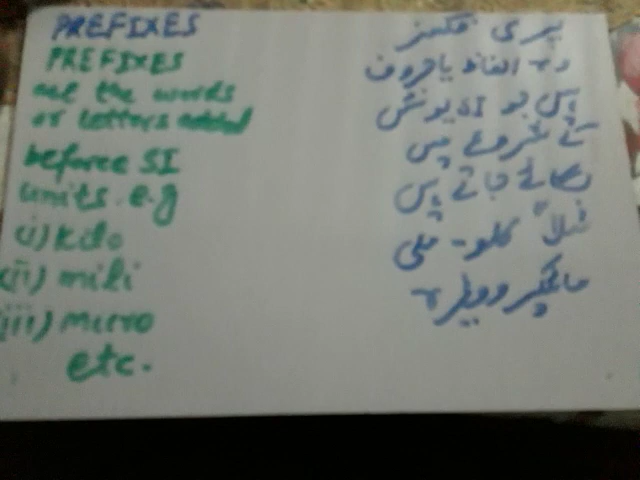 PREFIXES
PREFIXES
are the words
or letters added
beforce SI
units. e.g
(i) Kilo
(ii) mili
(iii) micro
etc.
پری فکسز
وہ الفاظ یا حروف
ہیں جو SI یونٹس
کے شروع میں
لگائے جاتے ہیں
مثلاً کلو - ملی
مائیکرو وغیرہ